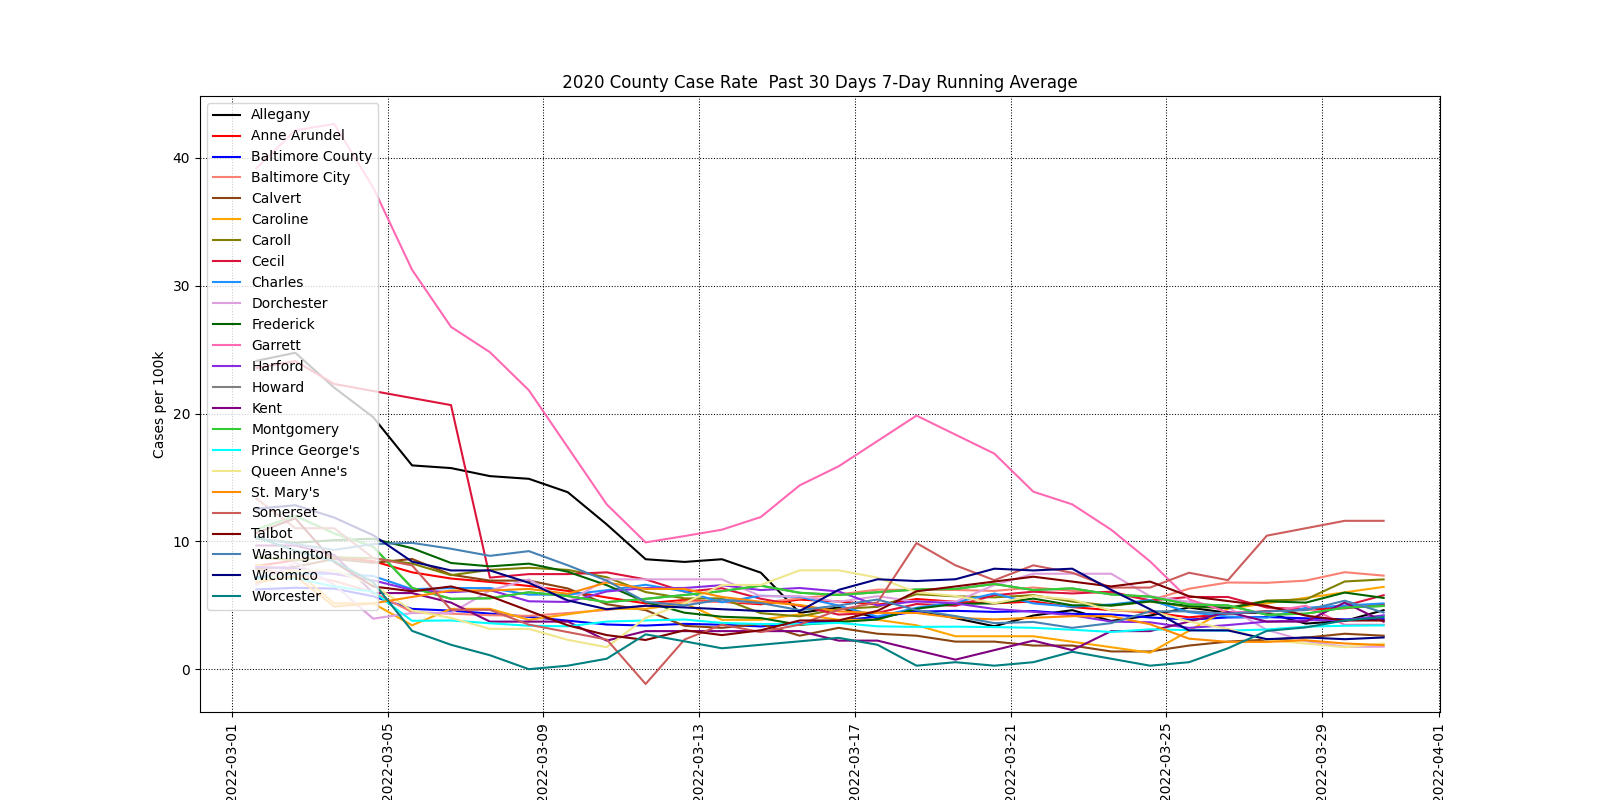 2020 County Case Rate  Past 30 Days 7-Day Running Average
Cases per 100k
40
30
20
10
0
Allegany
Anne Arundel
Baltimore County
Baltimore City
Calvert
Caroline
Caroll
Cecil
Charles
Dorchester
Frederick
Garrett
Harford
Howard
Kent
Montgomery
Prince George's
Queen Anne's
St. Mary's
Somerset
Talbot
Washington
Wicomico
Worcester
2022-03-01
2022-03-05
2022-03-09
2022-03-13
2022-03-17
2022-03-21
2022-03-25
2022-03-29
2022-04-01